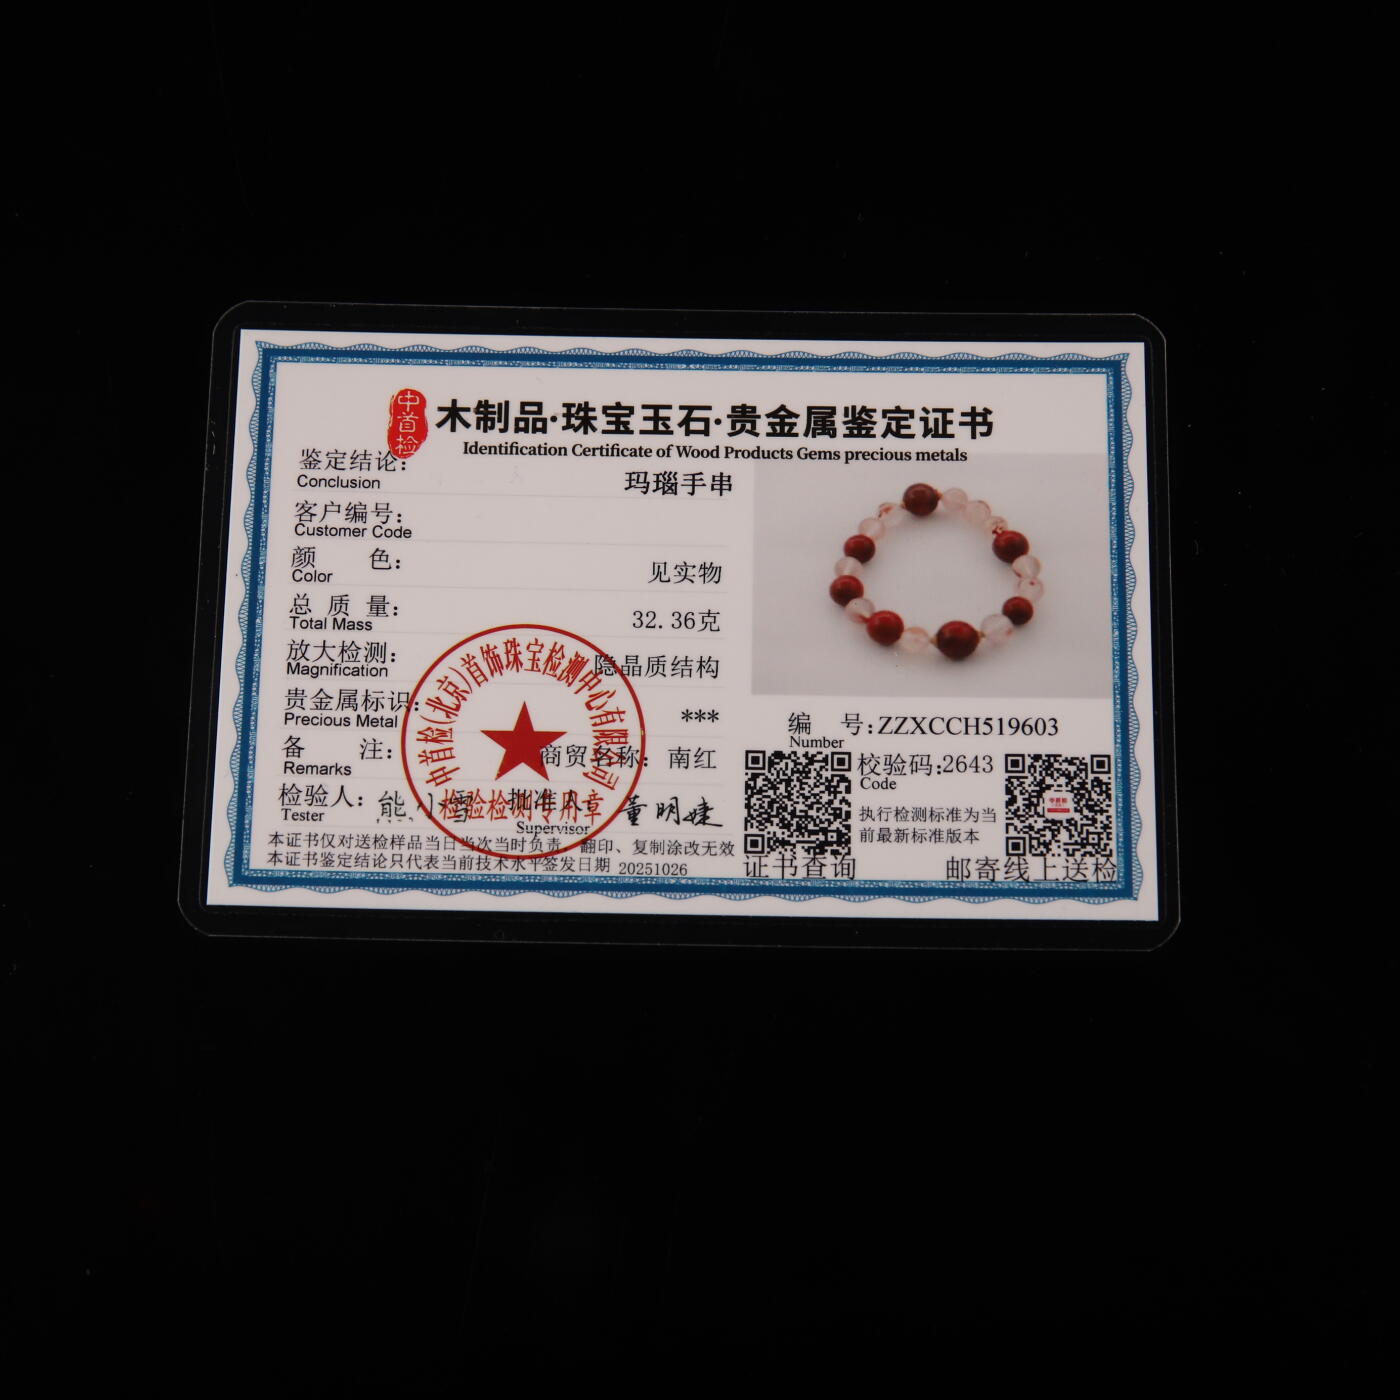 中首检
木制品·珠宝玉石·贵金属鉴定证书
Identification Certificate of Wood Products Gems precious metals
鉴定结论: 玛瑙手串
Conclusion
客户编号:
Customer Code
颜 色: 见实物
Color
总 质 量: 32.36克
Total Mass
放大检测: 隐晶质结构
Magnification
贵金属标识: ***
Precious Metal
备 注: 商贸名称: 南红
Remarks
检验人: 批准人: 董明婕
Tester Supervisor
本证书仅对送检样品当日当次当时负责, 翻印、复制涂改无效
本证书鉴定结论只代表当前技术水平签发日期 20251026
中首检(北京)首饰珠宝检测中心有限公司
检验检测专用章
编 号:ZZXCCH519603
Number
校验码:2643
Code
执行检测标准为当
前最新标准版本
证书查询
邮寄线上送检